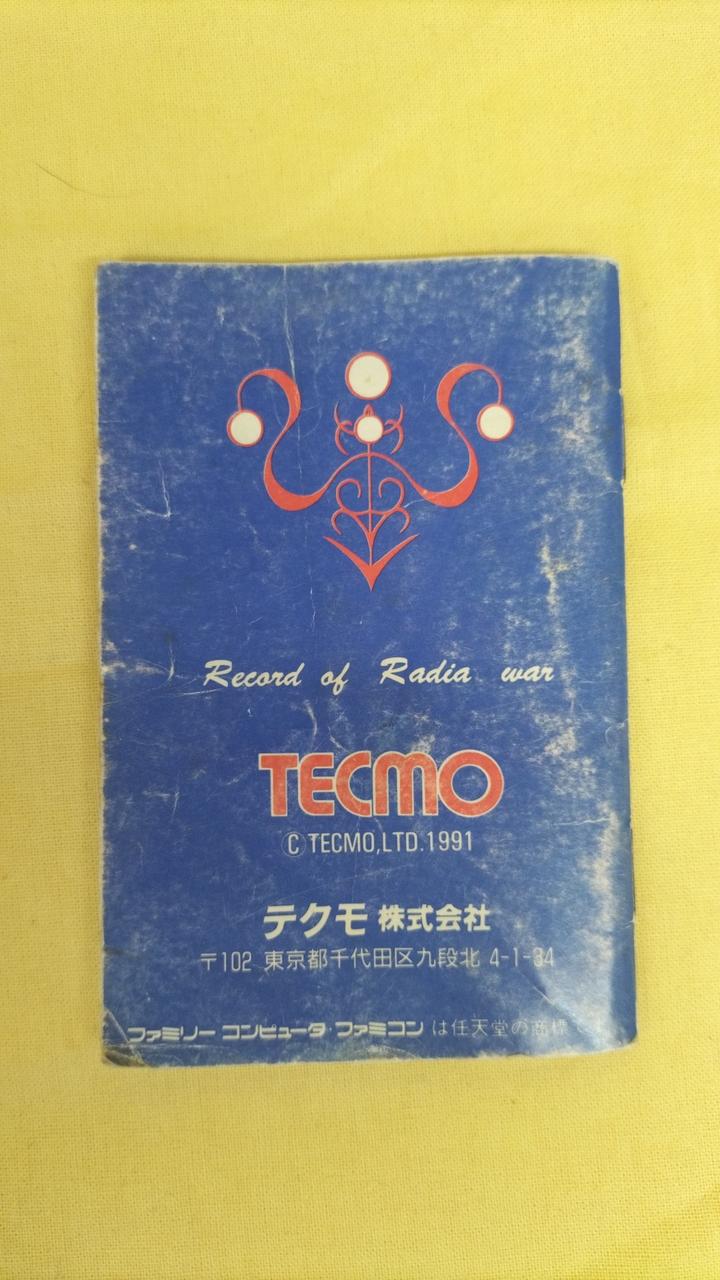 Record of Radia war
TECMO
© TECMO,LTD.1991
テクモ 株式会社
〒102 東京都千代田区九段北 4-1-34
ファミリー コンピュータ・ファミコン は任天堂の商標です